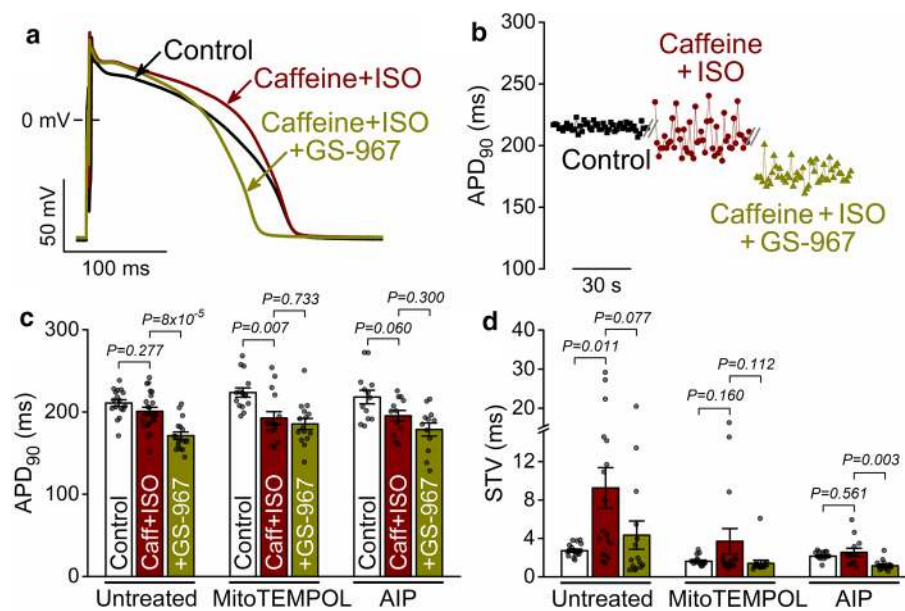 a
Control
Caffeine+ISO
Caffeine+ISO
+GS-967
0 mV
50 mV
100 ms
b
300
250
200
150
100
APD90 (ms)
Caffeine
+ ISO
Control
Caffeine + ISO
+ GS-967
30 s
c
300
200
100
0
APD90 (ms)
P=0.277
P=8x10-5
P=0.007
P=0.733
P=0.060
P=0.300
Control
Caff+ISO
+GS-967
Control
Caff+ISO
+GS-967
Control
Caff+ISO
+GS-967
Untreated
MitoTEMPOL
AIP
d
40
20
12
8
4
0
STV (ms)
P=0.011
P=0.077
P=0.160
P=0.112
P=0.561
P=0.003
Untreated
MitoTEMPOL
AIP